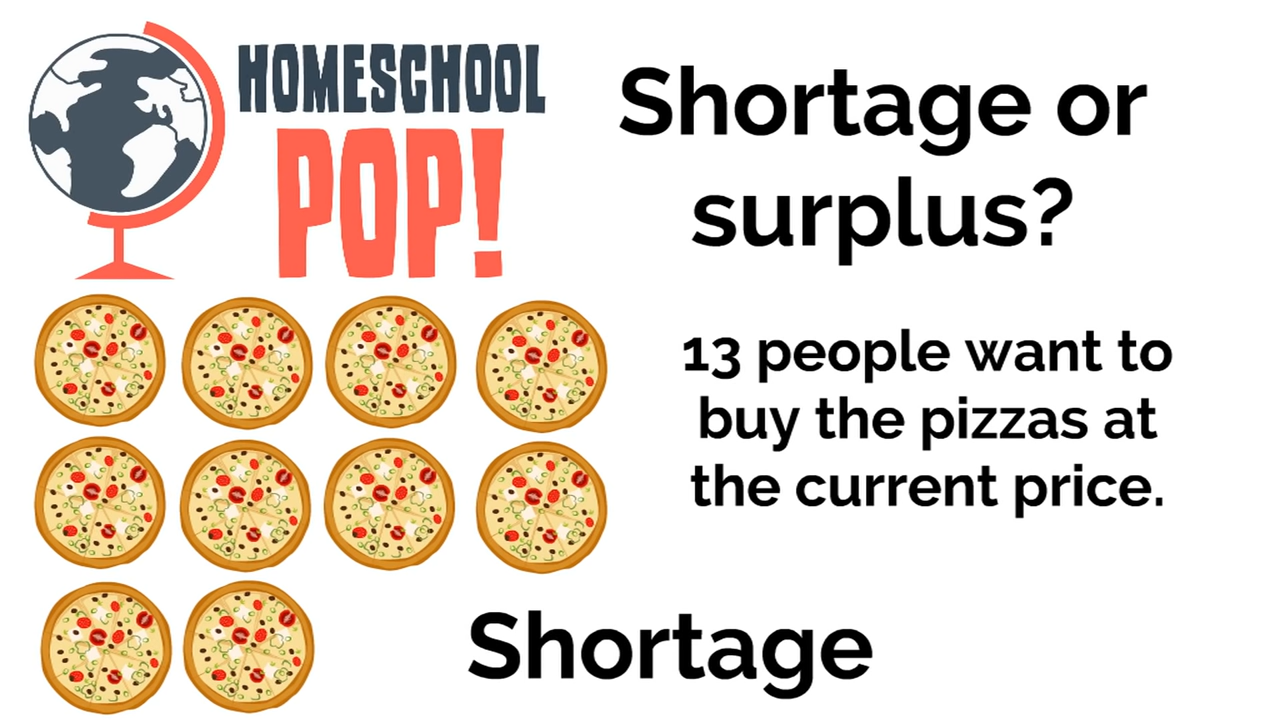 HOMESCHOOL
POP!
Shortage or
surplus?
13 people want to
buy the pizzas at
the current price.
Shortage